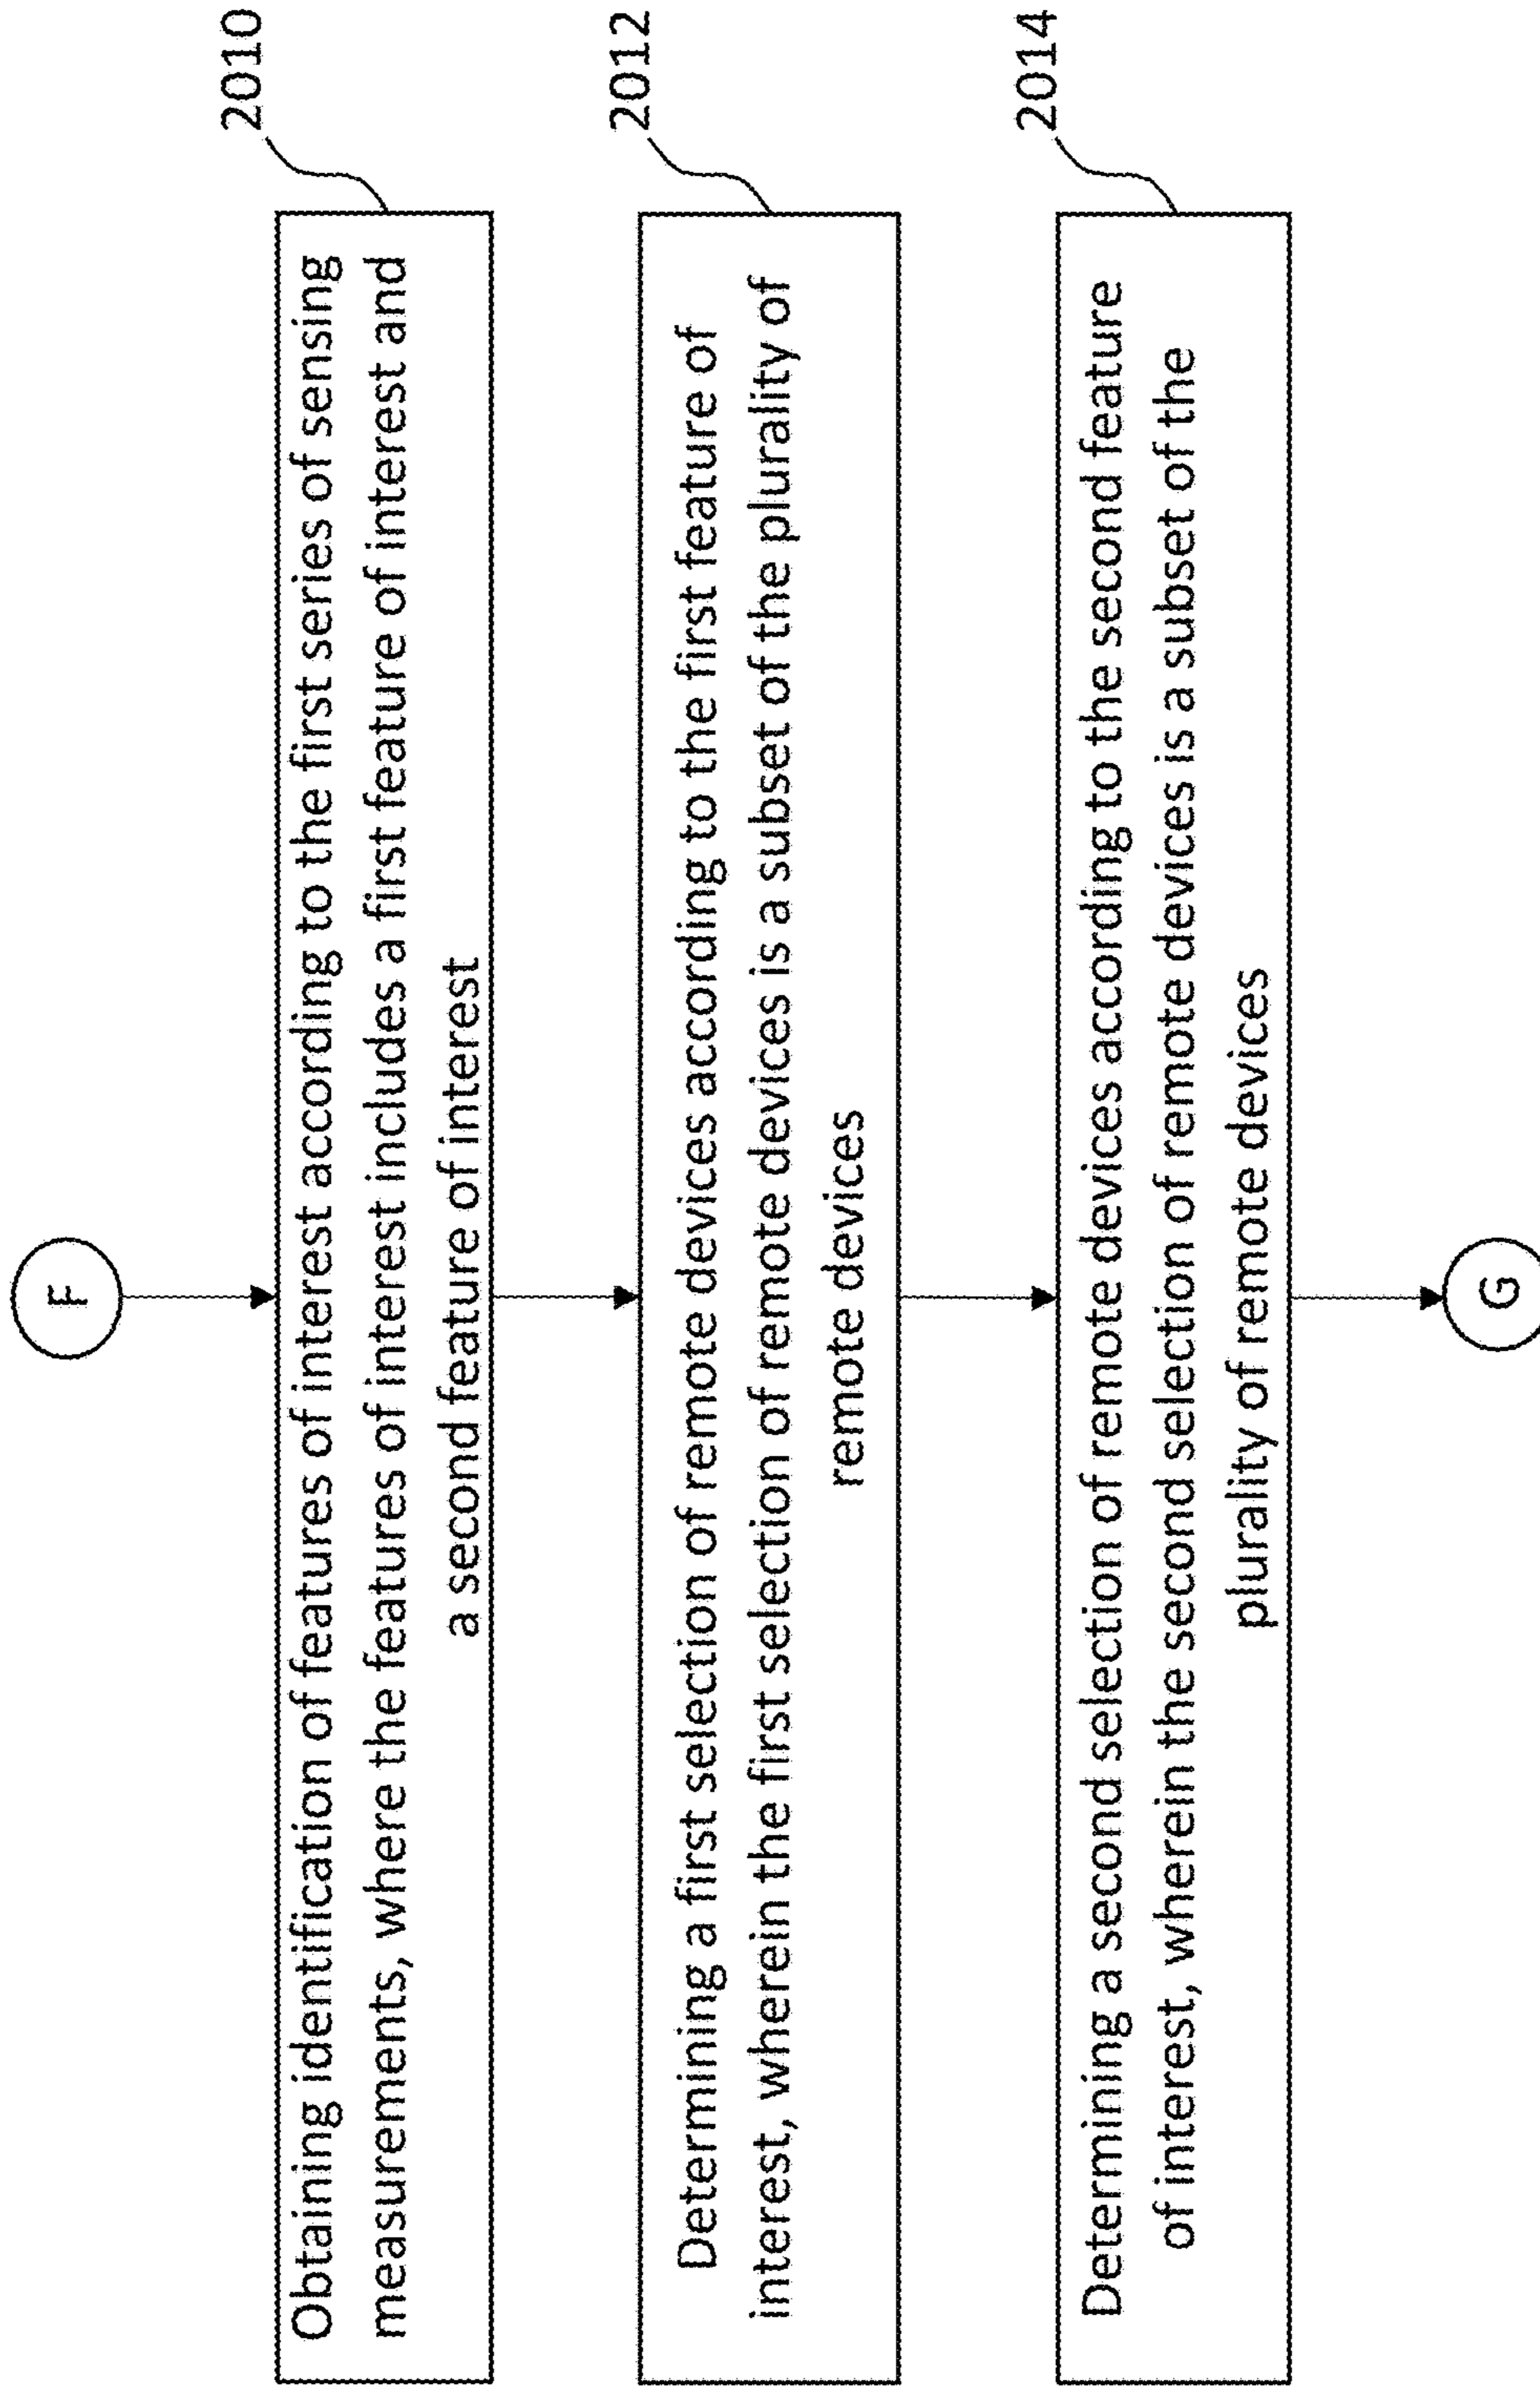 F
2010
Obtaining identification of features of interest according to the first series of sensing
measurements, where the features of interest includes a first feature of interest and
a second feature of interest
2012
Determining a first selection of remote devices according to the first feature of
interest, wherein the first selection of remote devices is a subset of the plurality of
remote devices
2014
Determining a second selection of remote devices according to the second feature
of interest, wherein the second selection of remote devices is a subset of the
plurality of remote devices
G